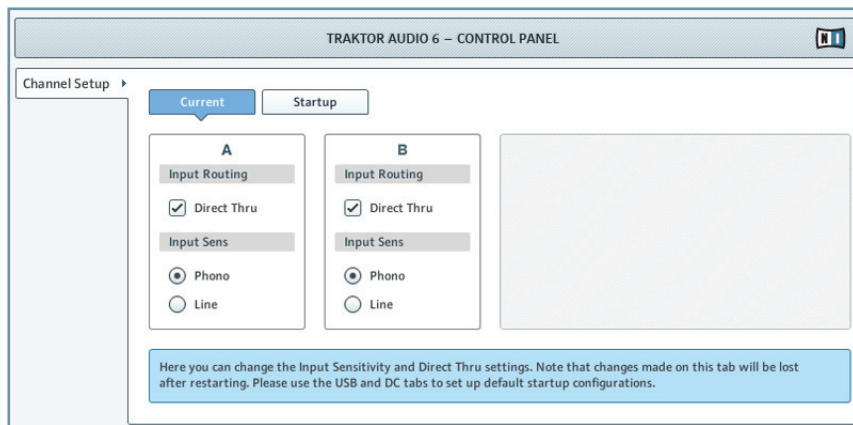 TRAKTOR AUDIO 6 – CONTROL PANEL
NI
Channel Setup
Current
Startup
A
Input Routing
Direct Thru
Input Sens
Phono
Line
B
Input Routing
Direct Thru
Input Sens
Phono
Line
Here you can change the Input Sensitivity and Direct Thru settings. Note that changes made on this tab will be lost
after restarting. Please use the USB and DC tabs to set up default startup configurations.